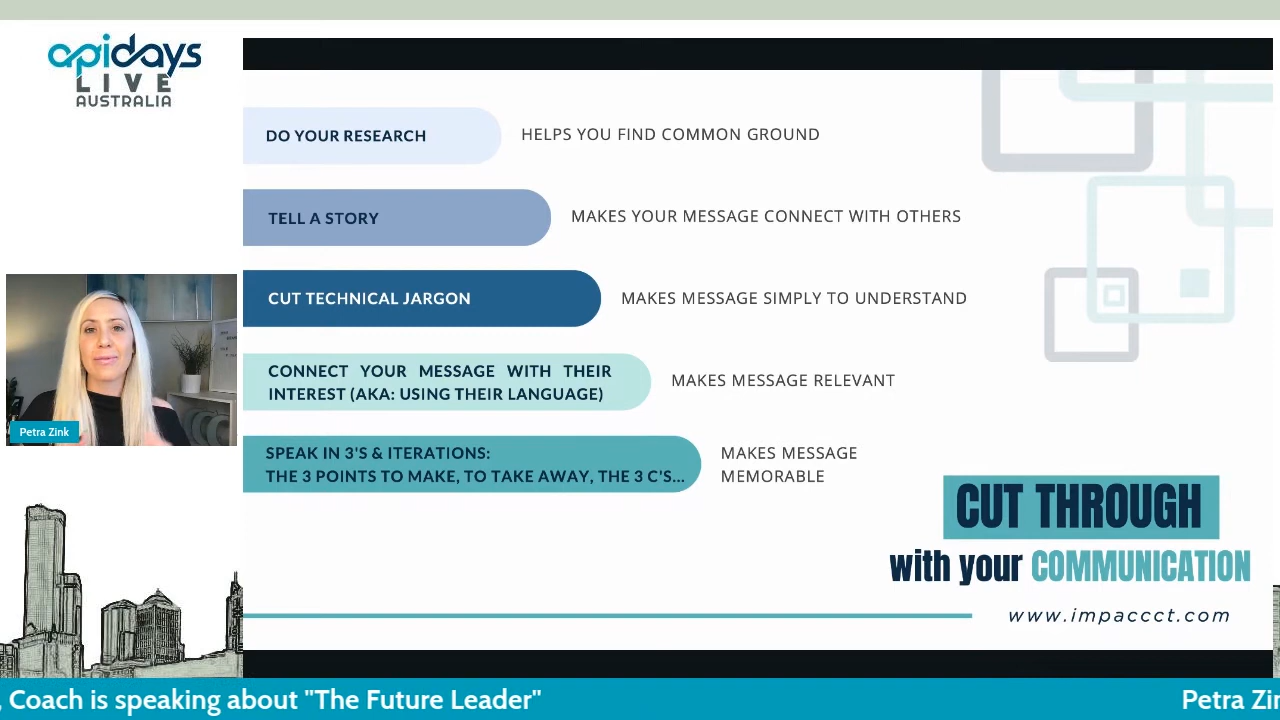 apidays
LIVE
AUSTRALIA
DO YOUR RESEARCH
HELPS YOU FIND COMMON GROUND
TELL A STORY
MAKES YOUR MESSAGE CONNECT WITH OTHERS
CUT TECHNICAL JARGON
MAKES MESSAGE SIMPLY TO UNDERSTAND
CONNECT YOUR MESSAGE WITH THEIR
INTEREST (AKA: USING THEIR LANGUAGE)
MAKES MESSAGE RELEVANT
SPEAK IN 3'S & ITERATIONS:
THE 3 POINTS TO MAKE, TO TAKE AWAY, THE 3 C'S...
MAKES MESSAGE
MEMORABLE
Petra Zink
CUT THROUGH
with your COMMUNICATION
www.impaccct.com
, Coach is speaking about "The Future Leader"
Petra